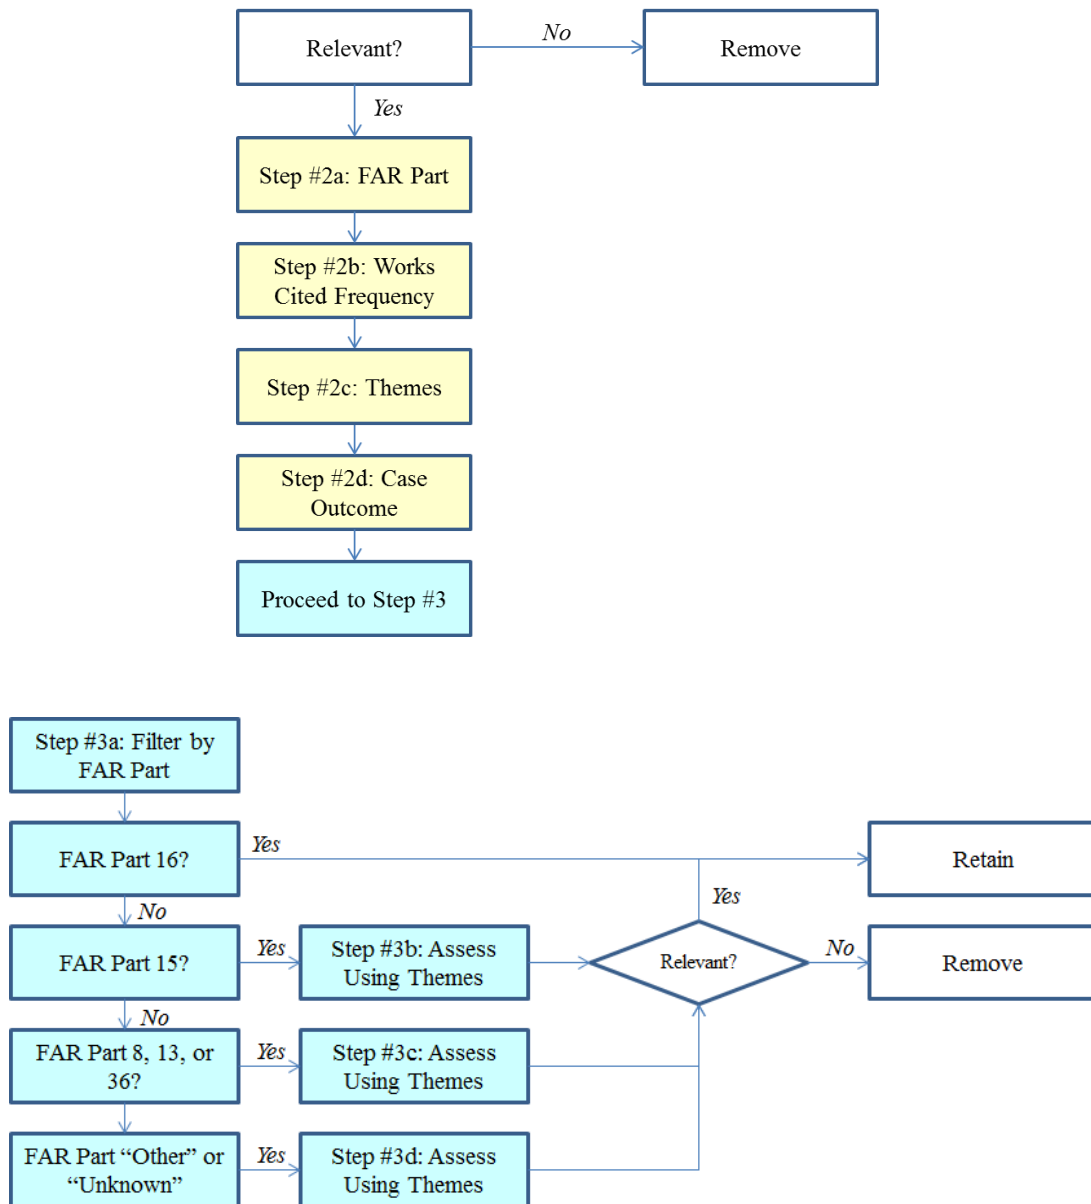 Relevant?
No
Remove
Yes
Step #2a: FAR Part
Step #2b: Works
Cited Frequency
Step #2c: Themes
Step #2d: Case
Outcome
Proceed to Step #3
Step #3a: Filter by
FAR Part
FAR Part 16?
Yes
Retain
No
Yes
FAR Part 15?
Yes
Step #3b: Assess
Using Themes
Relevant?
No
Remove
No
FAR Part 8, 13, or
36?
Yes
Step #3c: Assess
Using Themes
FAR Part “Other” or
“Unknown”
Yes
Step #3d: Assess
Using Themes